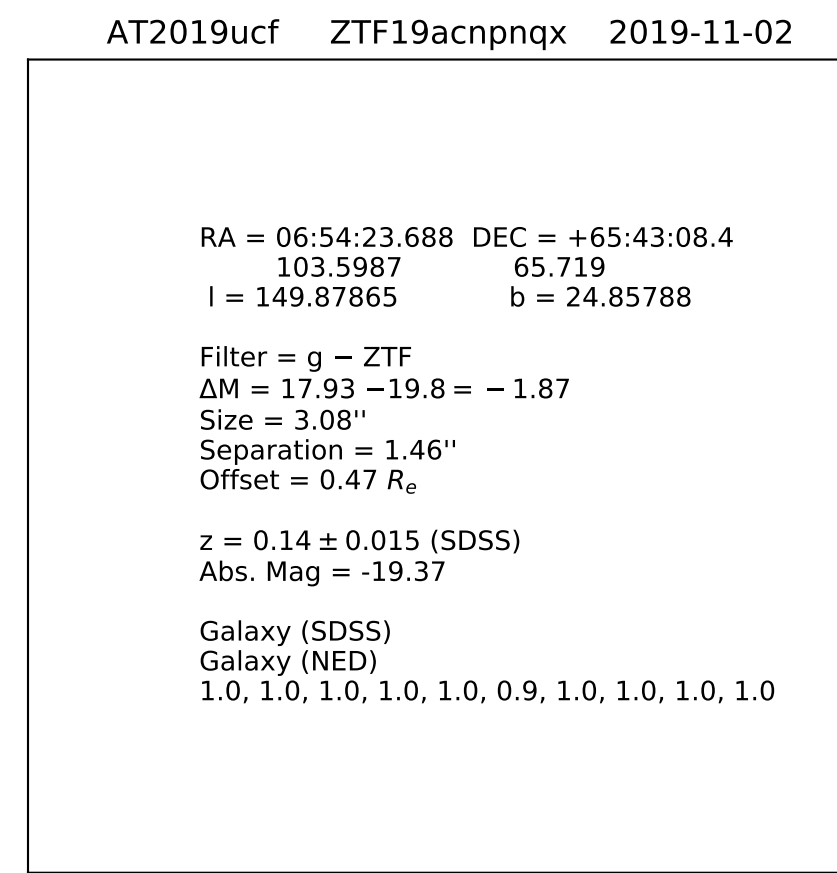 AT2019ucf ZTF19acnpnqx 2019-11-02
RA = 06:54:23.688 DEC = +65:43:08.4
103.5987 65.719
l = 149.87865 b = 24.85788
Filter = g − ZTF
ΔM = 17.93 −19.8 = − 1.87
Size = 3.08''
Separation = 1.46''
Offset = 0.47 Re
z = 0.14 ± 0.015 (SDSS)
Abs. Mag = -19.37
Galaxy (SDSS)
Galaxy (NED)
1.0, 1.0, 1.0, 1.0, 1.0, 0.9, 1.0, 1.0, 1.0, 1.0